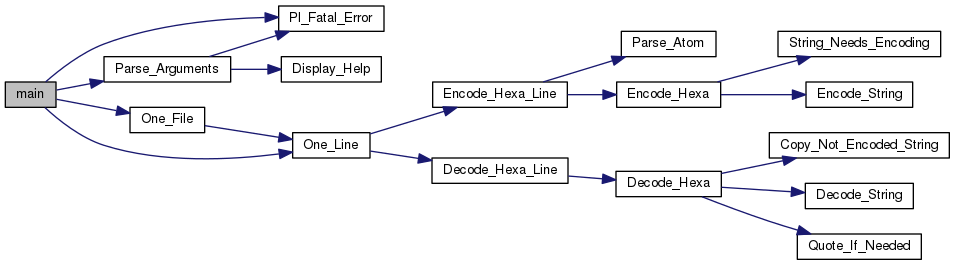 main
Pl_Fatal_Error
Parse_Arguments
Display_Help
One_File
One_Line
Encode_Hexa_Line
Parse_Atom
Encode_Hexa
String_Needs_Encoding
Encode_String
Decode_Hexa_Line
Decode_Hexa
Copy_Not_Encoded_String
Decode_String
Quote_If_Needed